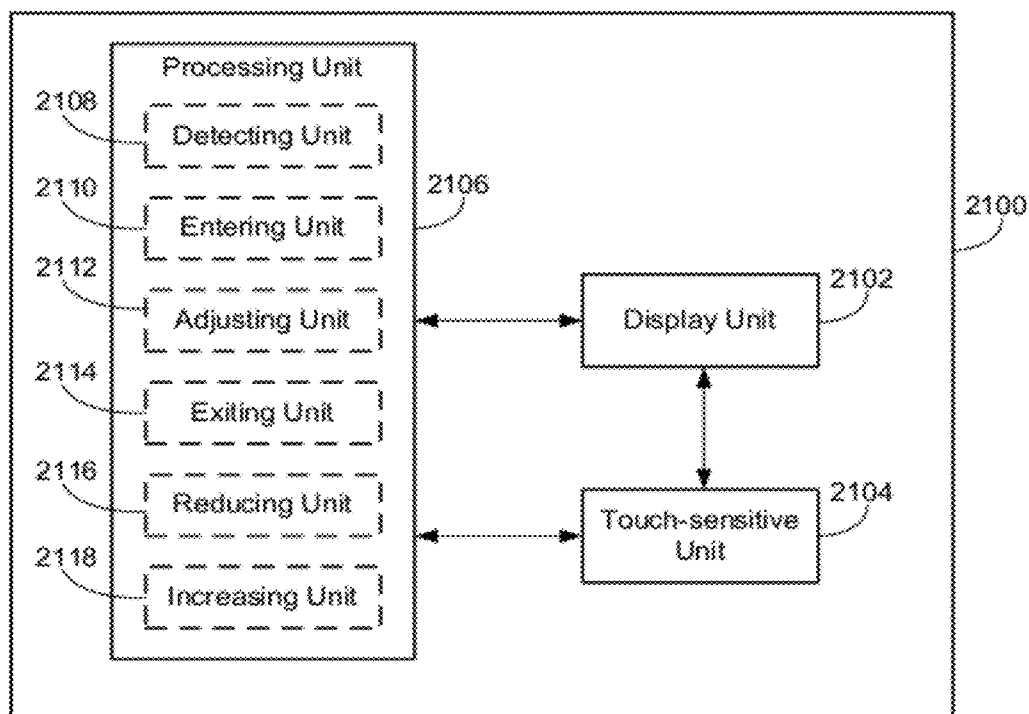 Processing Unit
2108
Detecting Unit
2110
Entering Unit
2106
2100
2112
Adjusting Unit
2102
Display Unit
2114
Exiting Unit
2116
Reducing Unit
2104
Touch-sensitive
Unit
2118
Increasing Unit